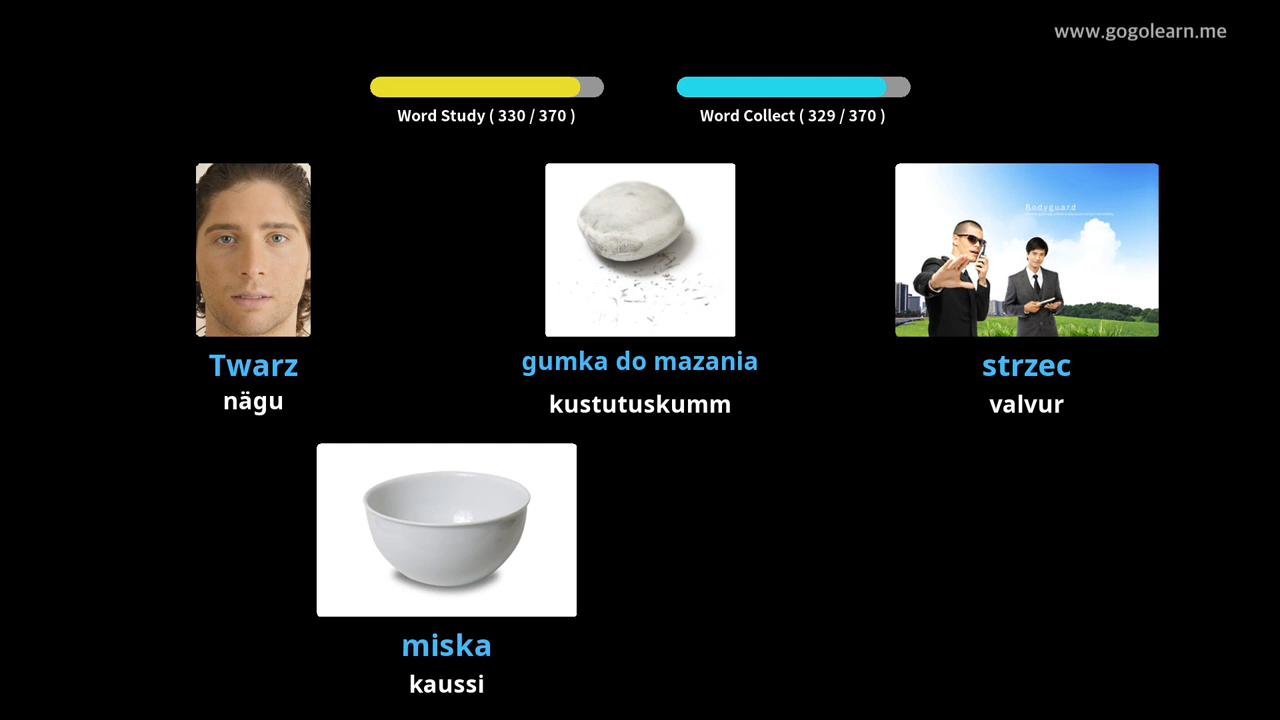 www.gogolearn.me
Word Study ( 330 / 370 )
Word Collect ( 329 / 370 )
Bodyguard
Twarz
gumka do mazania
strzec
nägu
kustutuskumm
valvur
miska
kaussi